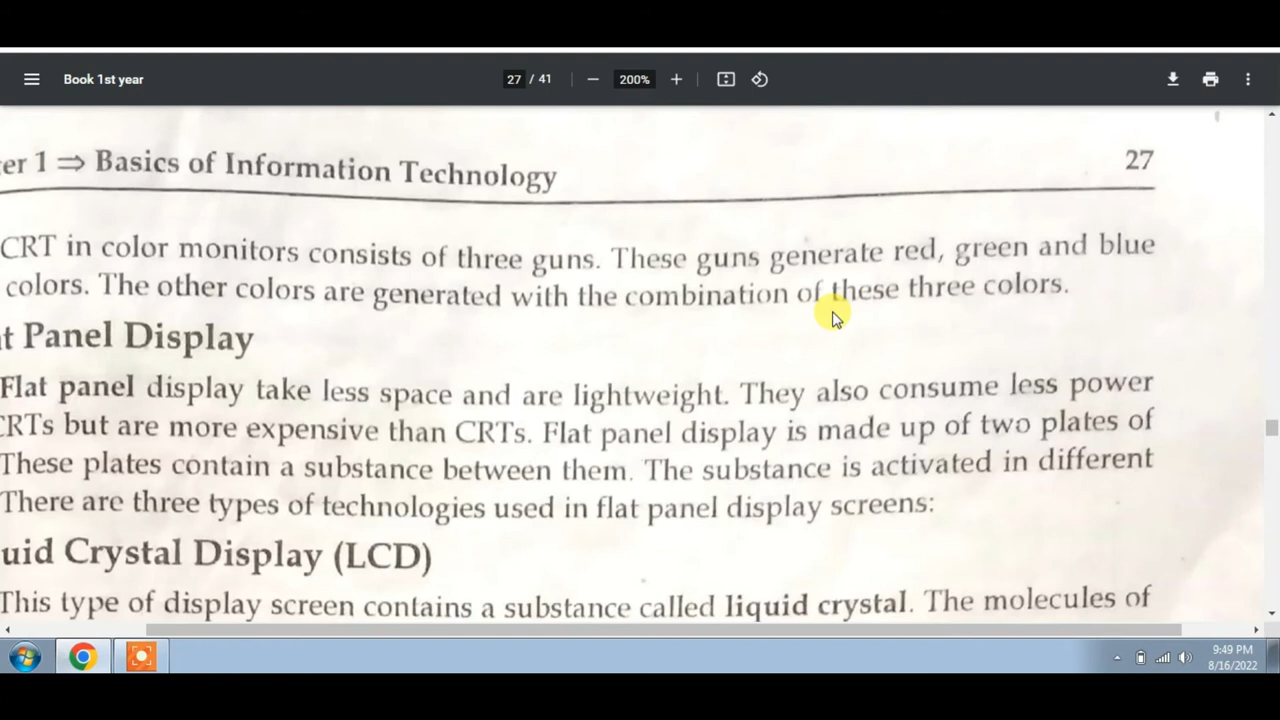 Book 1st year
27 / 41
200%
er 1 ⇒ Basics of Information Technology
27
CRT in color monitors consists of three guns. These guns generate red, green and blue
colors. The other colors are generated with the combination of these three colors.
t Panel Display
Flat panel display take less space and are lightweight. They also consume less power
CRTs but are more expensive than CRTs. Flat panel display is made up of two plates of
These plates contain a substance between them. The substance is activated in different
There are three types of technologies used in flat panel display screens:
uid Crystal Display (LCD)
This type of display screen contains a substance called liquid crystal. The molecules of
9:49 PM
8/16/2022